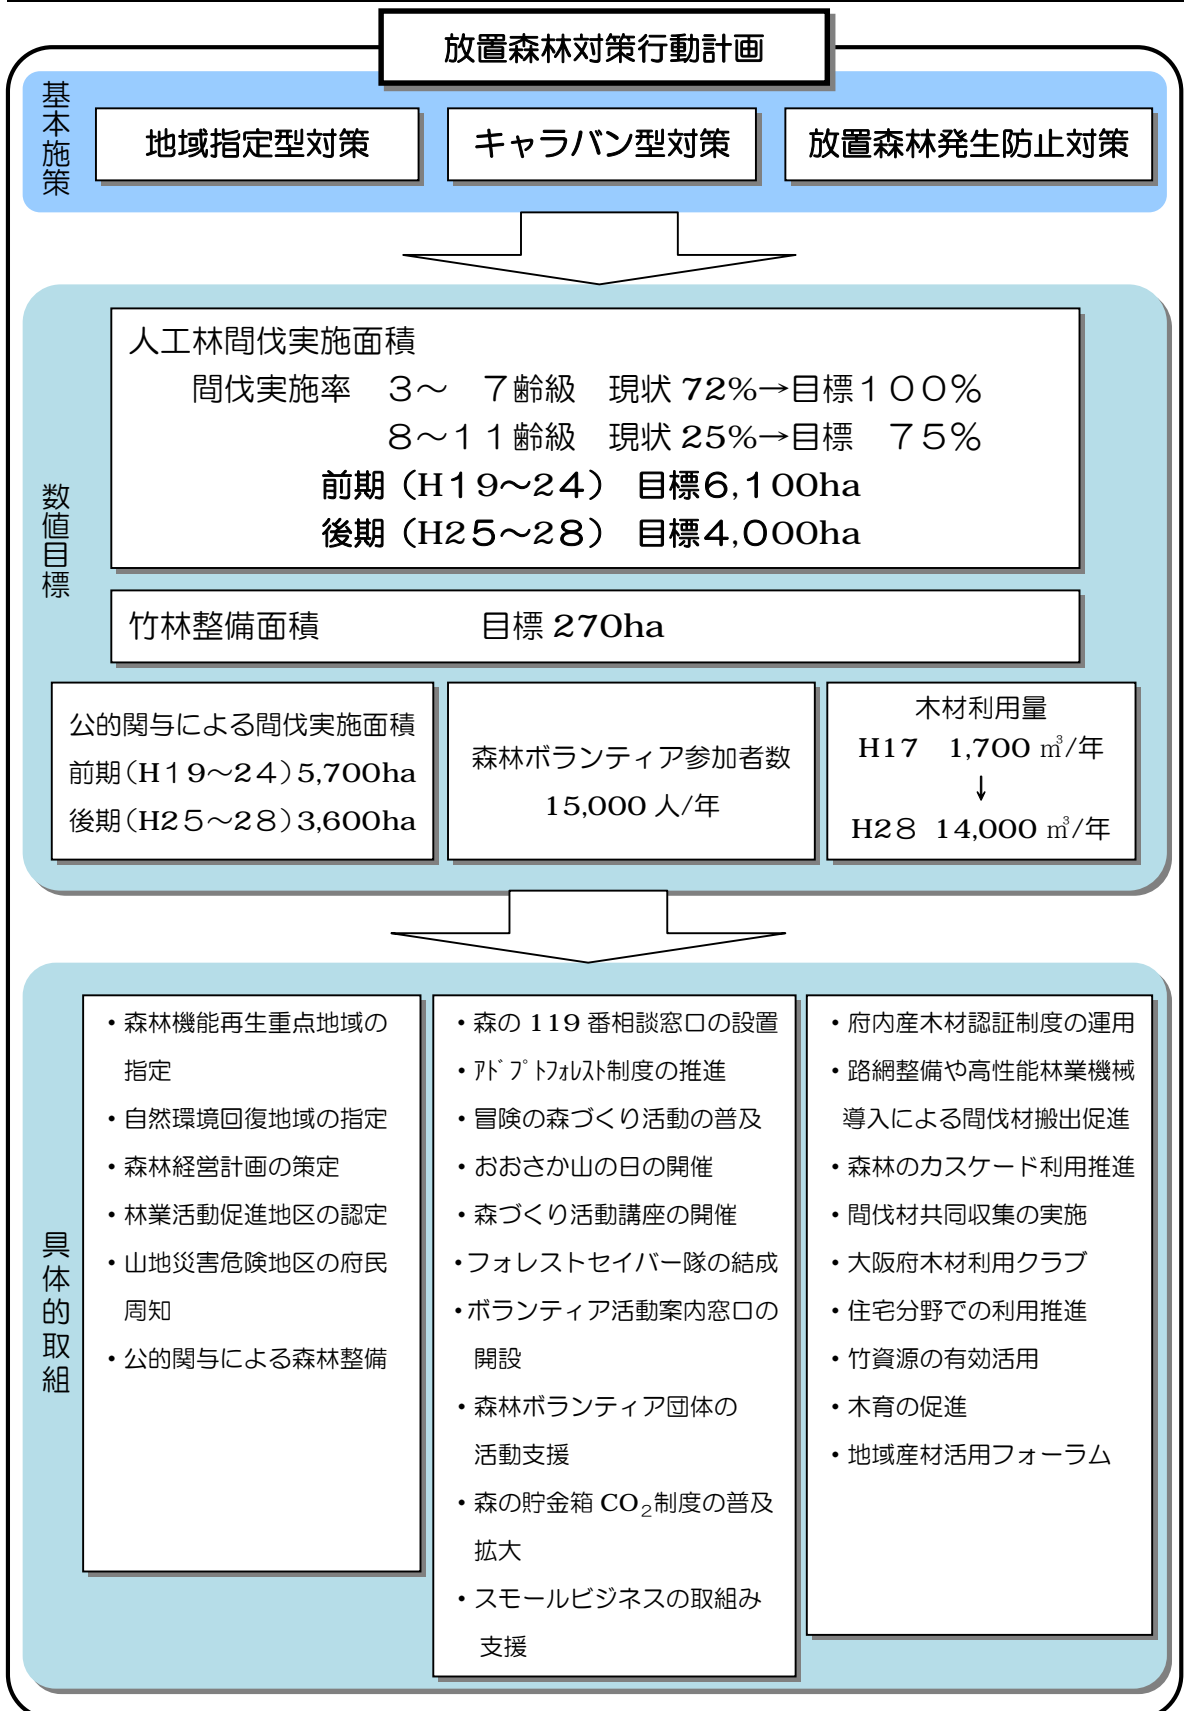 放置森林対策行動計画
基本施策
地域指定型対策
キャラバン型対策
放置森林発生防止対策
数値目標
人工林間伐実施面積
間伐実施率　３～　７齢級　現状 72%→目標１００％
８～１１齢級　現状 25%→目標　７５％
前期（H１９～２４）　目標６,１００ha
後期（H２５～２８）　目標４,０００ha
竹林整備面積　　　　　目標 270ha
公的関与による間伐実施面積
前期（H１９～２４）5,700ha
後期（H２５～２８）3,600ha
森林ボランティア参加者数
15,000 人/年
木材利用量
H17　1,700 ㎥/年
↓
H２８ 14,000 ㎥/年
具体的取組
・森林機能再生重点地域の
指定
・自然環境回復地域の指定
・森林経営計画の策定
・林業活動促進地区の認定
・山地災害危険地区の府民
周知
・公的関与による森林整備
・森の 119 番相談窓口の設置
・ｱﾄﾞﾌﾟﾄﾌｫﾚｽﾄ制度の推進
・冒険の森づくり活動の普及
・おおさか山の日の開催
・森づくり活動講座の開催
・フォレストセイバー隊の結成
・ボランティア活動案内窓口の
開設
・森林ボランティア団体の
活動支援
・森の貯金箱 CO₂制度の普及
拡大
・スモールビジネスの取組み
支援
・府内産木材認証制度の運用
・路網整備や高性能林業機械
導入による間伐材搬出促進
・森林のカスケード利用推進
・間伐材共同収集の実施
・大阪府木材利用クラブ
・住宅分野での利用推進
・竹資源の有効活用
・木育の促進
・地域産材活用フォーラム